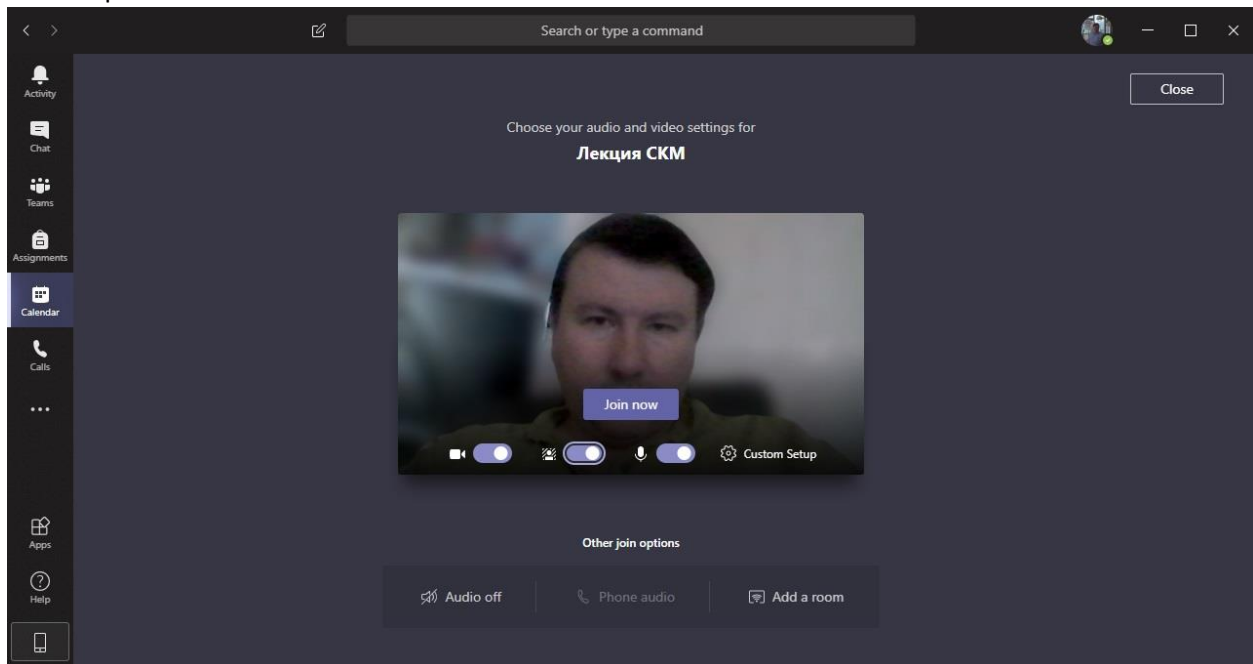 Search or type a command
Activity
Chat
Teams
Assignments
Calendar
Calls
Apps
Help
Close
Choose your audio and video settings for
Лекция СКМ
Join now
Custom Setup
Other join options
Audio off
Phone audio
Add a room